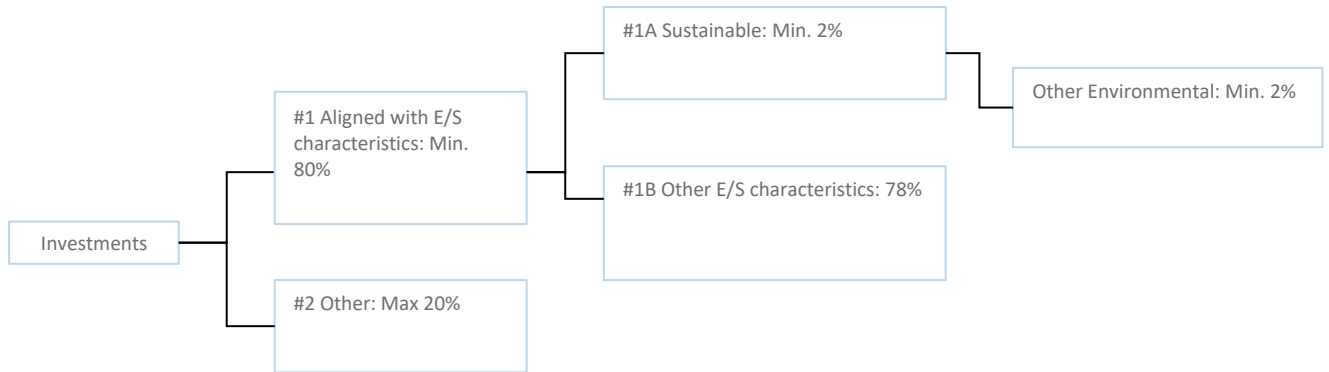 #1A Sustainable: Min. 2%
Other Environmental: Min. 2%
#1 Aligned with E/S
characteristics: Min.
80%
#1B Other E/S characteristics: 78%
Investments
#2 Other: Max 20%